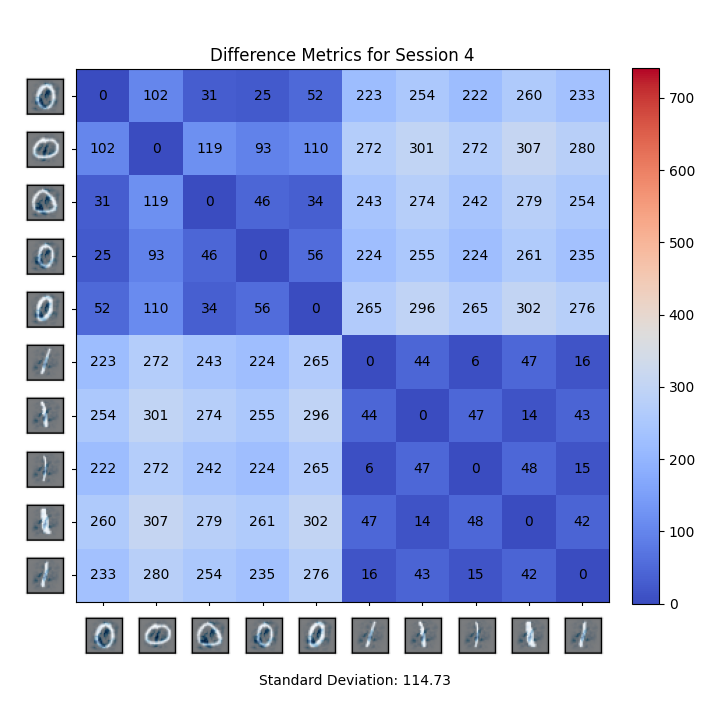 Difference Metrics for Session 4
0 102 31 25 52 223 254 222 260 233
102 0 119 93 110 272 301 272 307 280
31 119 0 46 34 243 274 242 279 254
25 93 46 0 56 224 255 224 261 235
52 110 34 56 0 265 296 265 302 276
223 272 243 224 265 0 44 6 47 16
254 301 274 255 296 44 0 47 14 43
222 272 242 224 265 6 47 0 48 15
260 307 279 261 302 47 14 48 0 42
233 280 254 235 276 16 43 15 42 0
700
600
500
400
300
200
100
0
Standard Deviation: 114.73